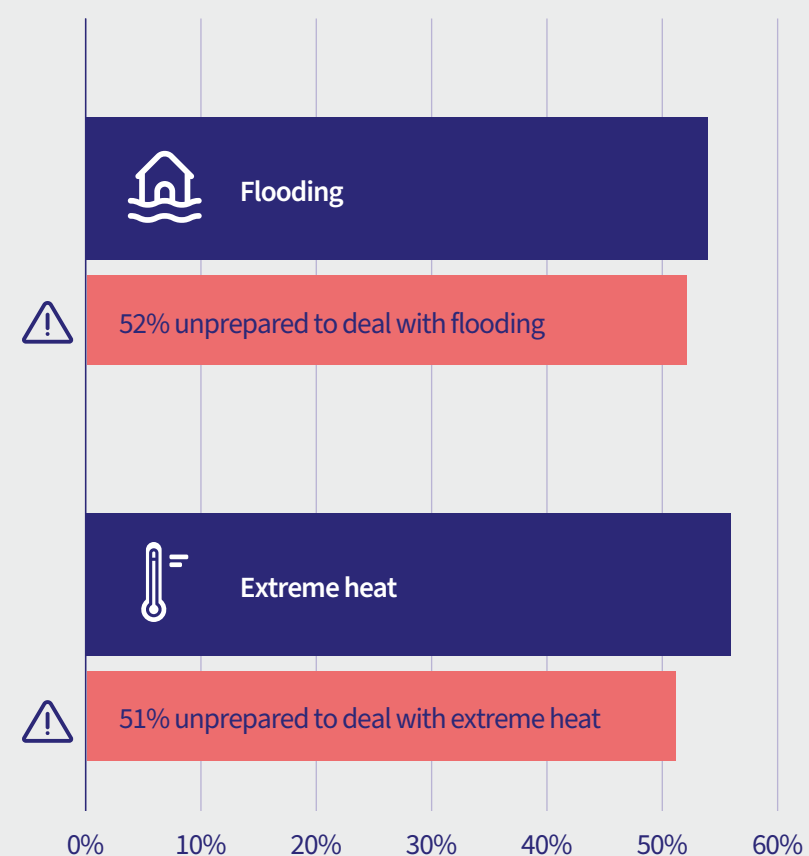 Flooding
52% unprepared to deal with flooding
Extreme heat
51% unprepared to deal with extreme heat
0% 10% 20% 30% 40% 50% 60%